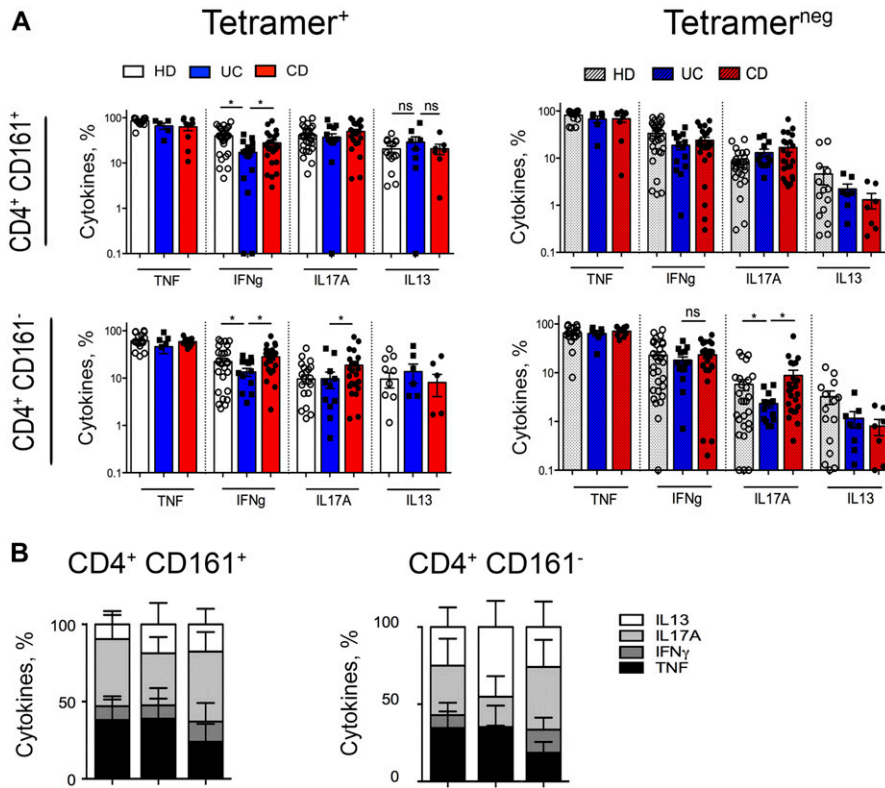 A
Tetramer⁺
Tetramerⁿᵉᵍ
HD UC CD
HD UC CD
CD4⁺ CD161⁺
Cytokines, %
100
10
1
0.1
* * ns ns
TNF IFNg IL17A IL13
Cytokines, %
100
10
1
0.1
TNF IFNg IL17A IL13
CD4⁺ CD161⁻
Cytokines, %
100
10
1
0.1
* * *
TNF IFNg IL17A IL13
Cytokines, %
100
10
1
0.1
ns * *
TNF IFNg IL17A IL13
B
CD4⁺ CD161⁺
Cytokines, %
100
50
0
CD4⁺ CD161⁻
Cytokines, %
100
50
0
IL13
IL17A
IFNγ
TNF